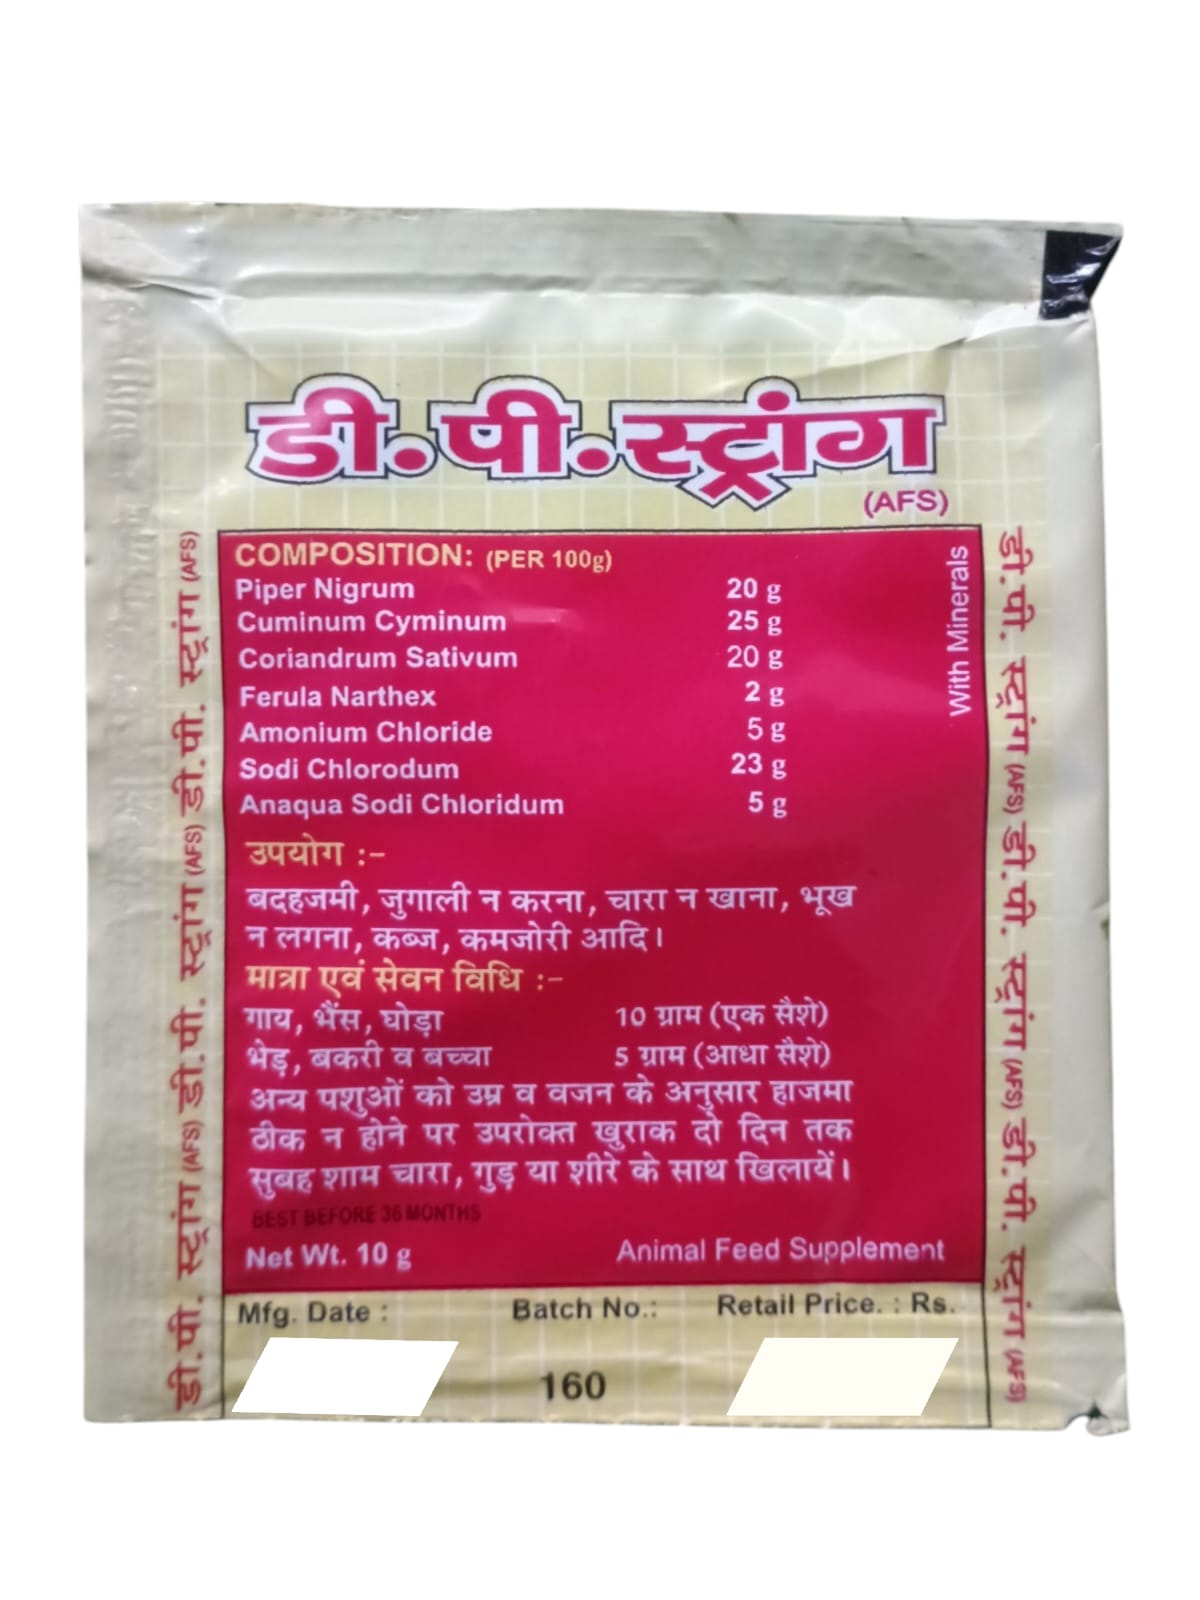 डी.पी.स्ट्रांग
(AFS)
COMPOSITION: (PER 100g)
With Minerals
Piper Nigrum 20 g
Cuminum Cyminum 25 g
Coriandrum Sativum 20 g
Ferula Narthex 2 g
Amonium Chloride 5 g
Sodi Chlorodum 23 g
Anaqua Sodi Chloridum 5 g
उपयोग :-
बदहजमी, जुगाली न करना, चारा न खाना, भूख
न लगना, कब्ज, कमजोरी आदि।
मात्रा एवं सेवन विधि :-
गाय, भैंस, घोड़ा 10 ग्राम (एक सैशे)
भेड़, बकरी व बच्चा 5 ग्राम (आधा सैशे)
अन्य पशुओं को उम्र व वजन के अनुसार हाजमा
ठीक न होने पर उपरोक्त खुराक दो दिन तक
सुबह शाम चारा, गुड़ या शीरे के साथ खिलायें।
BEST BEFORE 36 MONTHS
Net Wt. 10 g Animal Feed Supplement
Mfg. Date : Batch No.: Retail Price. : Rs.
160
डी.पी. स्ट्रांग (AFS) डी.पी. स्ट्रांग (AFS) डी.पी. स्ट्रांग (AFS)
डी.पी. स्ट्रांग (AFS) डी.पी. स्ट्रांग (AFS) डी.पी. स्ट्रांग (AFS)